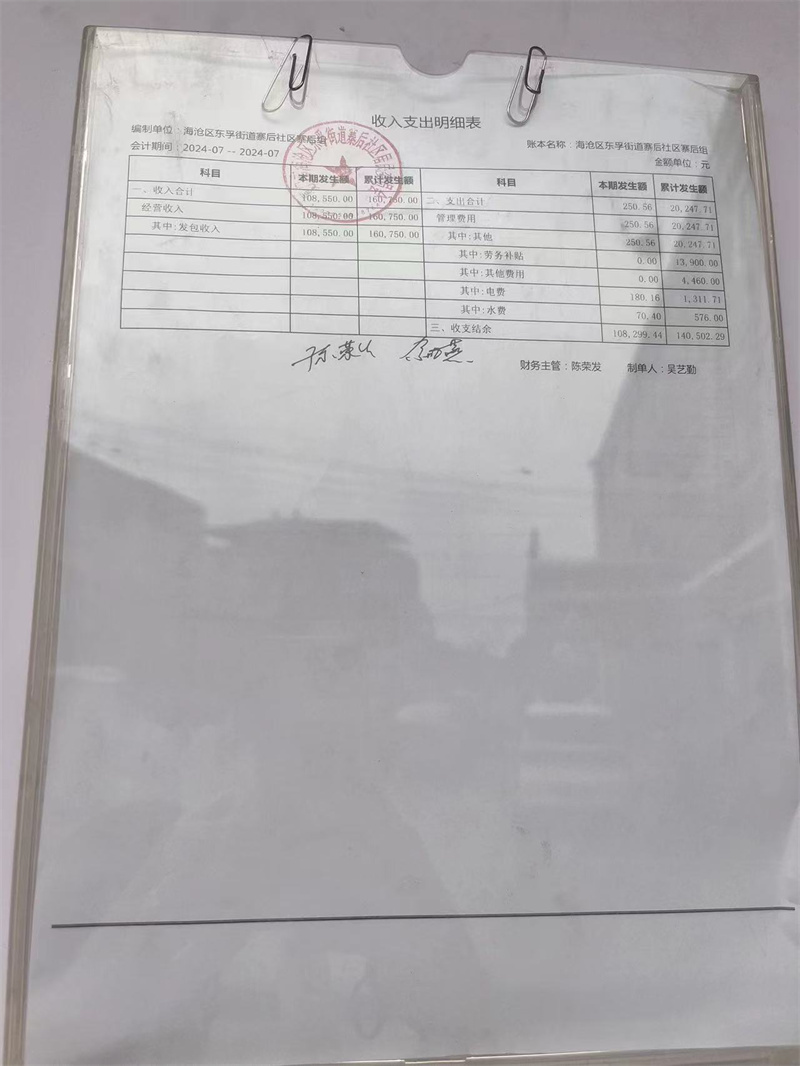 收入支出明细表
编制单位：海沧区东孚街道寨后社区寨后组 账本名称：海沧区东孚街道寨后社区寨后组
会计期间：2024-07 -- 2024-07 金额单位：元
科目 本期发生额 累计发生额 科目 本期发生额 累计发生额
一、收入合计 108,550.00 160,750.00 二、支出合计 250.56 20,247.71
经营收入 108,550.00 160,750.00 管理费用 250.56 20,247.71
其中:发包收入 108,550.00 160,750.00 其中:其他 250.56 20,247.71
其中:劳务补贴 0.00 13,900.00
其中:其他费用 0.00 4,460.00
其中:电费 180.16 1,311.71
其中:水费 70.40 576.00
三、收支结余 108,299.44 140,502.29
财务主管：陈荣发 制单人：吴艺勤